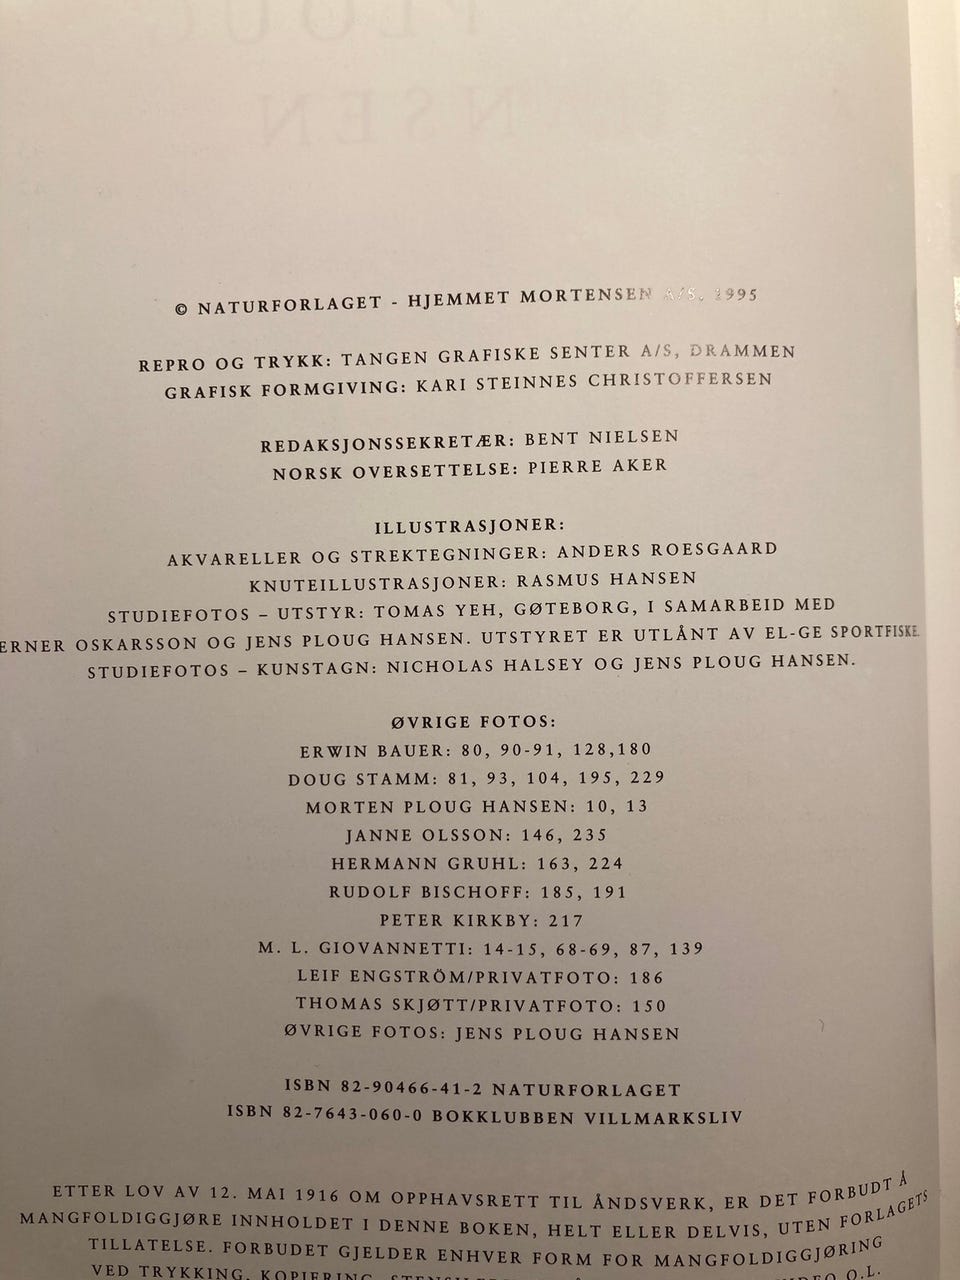 © NATURFORLAGET - HJEMMET MORTENSEN A/S, 1995
REPRO OG TRYKK: TANGEN GRAFISKE SENTER A/S, DRAMMEN
GRAFISK FORMGIVING: KARI STEINNES CHRISTOFFERSEN
REDAKSJONSSEKRETÆR: BENT NIELSEN
NORSK OVERSETTELSE: PIERRE AKER
ILLUSTRASJONER:
AKVARELLER OG STREKTEGNINGER: ANDERS ROESGAARD
KNUTEILLUSTRASJONER: RASMUS HANSEN
STUDIEFOTOS – UTSTYR: TOMAS YEH, GØTEBORG, I SAMARBEID MED
ERNER OSKARSSON OG JENS PLOUG HANSEN. UTSTYRET ER UTLÅNT AV EL-GE SPORTFISKE.
STUDIEFOTOS – KUNSTAGN: NICHOLAS HALSEY OG JENS PLOUG HANSEN.
ØVRIGE FOTOS:
ERWIN BAUER: 80, 90-91, 128,180
DOUG STAMM: 81, 93, 104, 195, 229
MORTEN PLOUG HANSEN: 10, 13
JANNE OLSSON: 146, 235
HERMANN GRUHL: 163, 224
RUDOLF BISCHOFF: 185, 191
PETER KIRKBY: 217
M. L. GIOVANNETTI: 14-15, 68-69, 87, 139
LEIF ENGSTRÖM/PRIVATFOTO: 186
THOMAS SKJØTT/PRIVATFOTO: 150
ØVRIGE FOTOS: JENS PLOUG HANSEN
ISBN 82-90466-41-2 NATURFORLAGET
ISBN 82-7643-060-0 BOKKLUBBEN VILLMARKSLIV
ETTER LOV AV 12. MAI 1916 OM OPPHAVSRETT TIL ÅNDSVERK, ER DET FORBUDT Å
MANGFOLDIGGJØRE INNHOLDET I DENNE BOKEN, HELT ELLER DELVIS, UTEN FORLAGETS
TILLATELSE. FORBUDET GJELDER ENHVER FORM FOR MANGFOLDIGGJØRING
VED TRYKKING, KOPIERING, O.L.